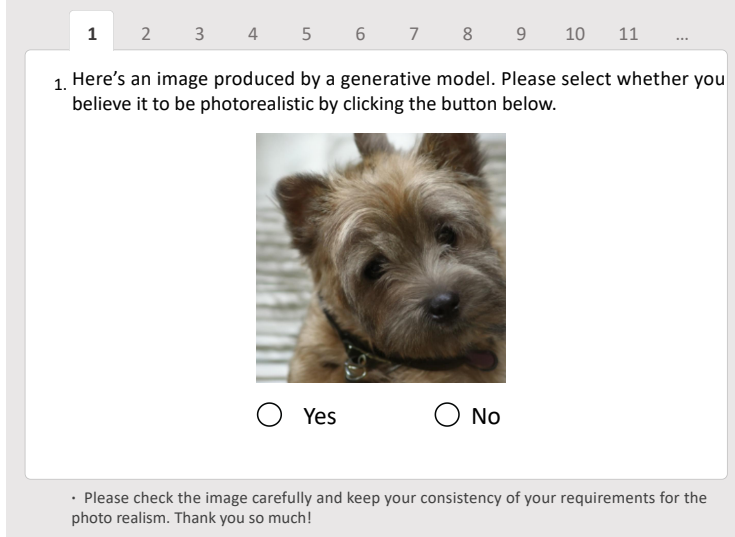 1 2 3 4 5 6 7 8 9 10 11 ...
1. Here’s an image produced by a generative model. Please select whether you
believe it to be photorealistic by clicking the button below.
Yes No
· Please check the image carefully and keep your consistency of your requirements for the
photo realism. Thank you so much!